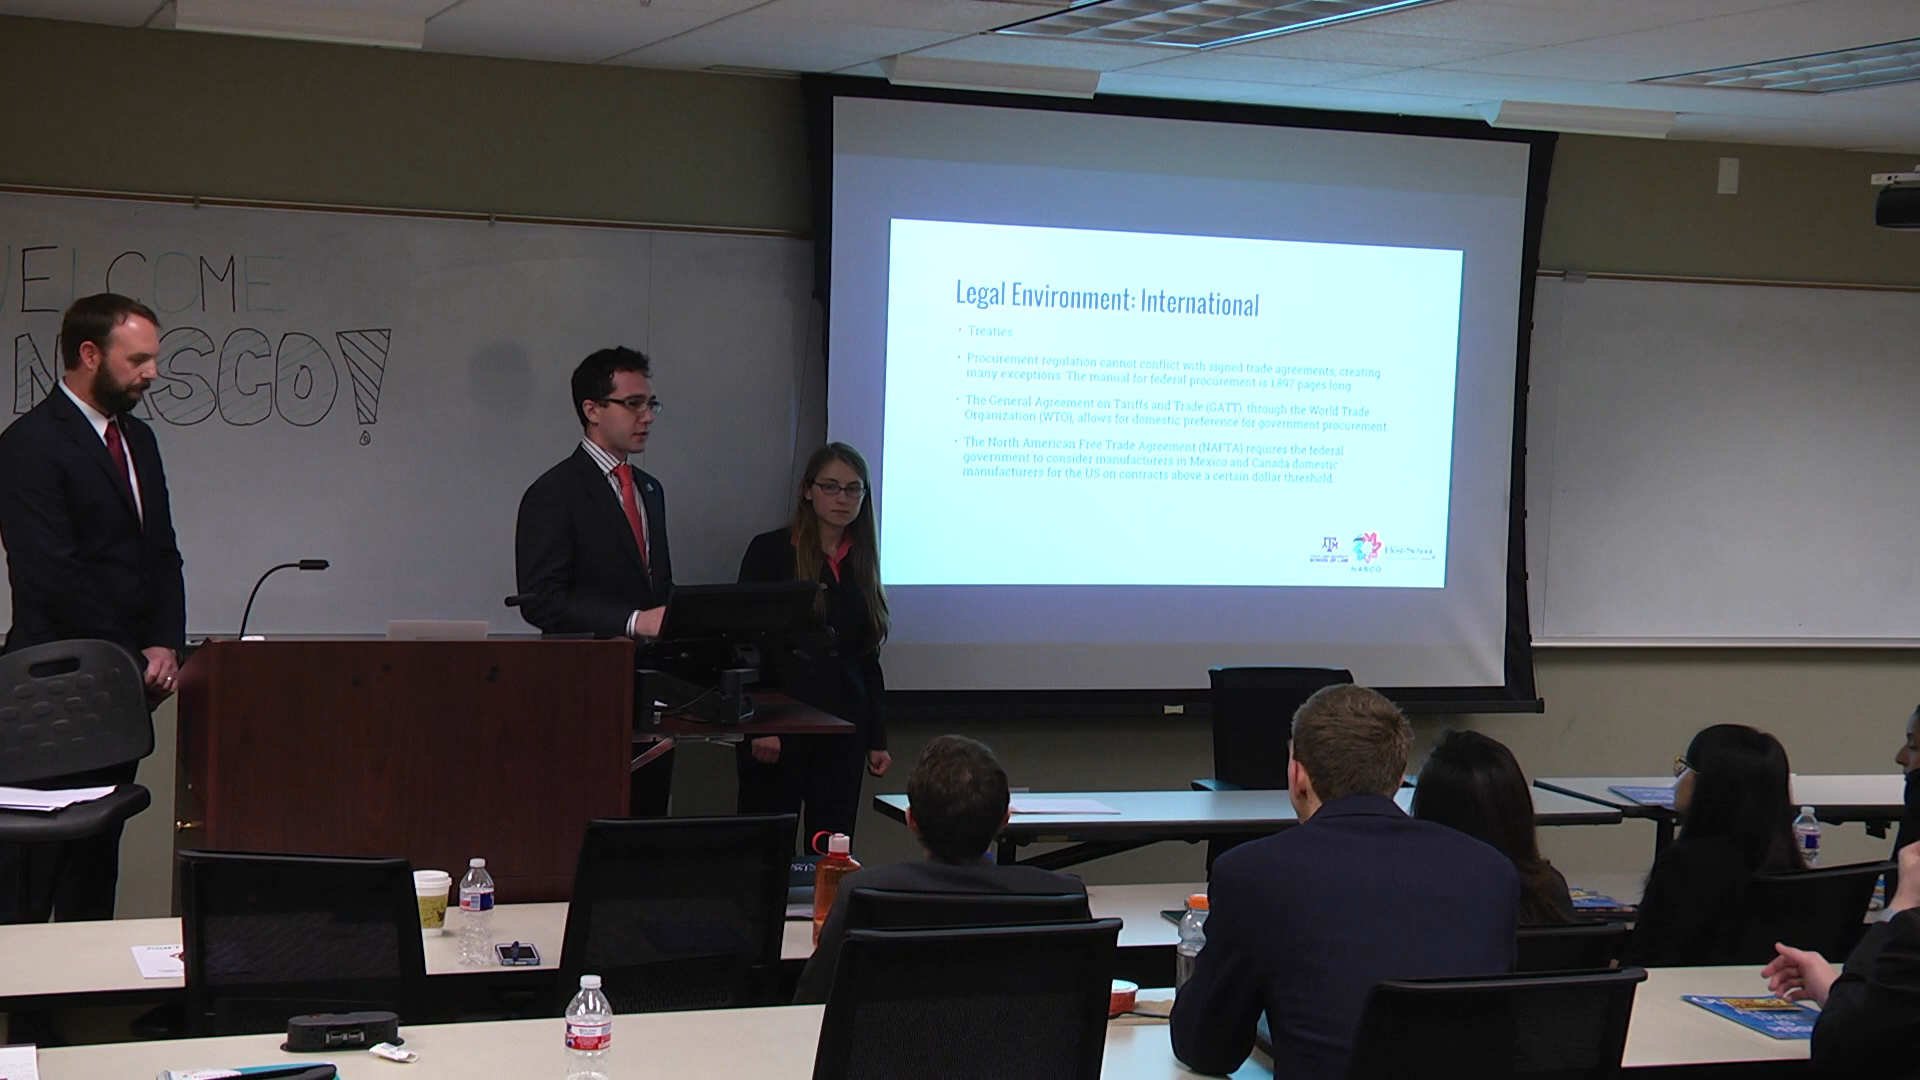 WELCOME
NASCO!
Legal Environment: International
• Treaties
• Procurement regulation cannot conflict with signed trade agreements, creating
many exceptions. The manual for federal procurement is 1,897 pages long.
• The General Agreement on Tariffs and Trade (GATT), through the World Trade
Organization (WTO), allows for domestic preference for government procurement
• The North American Free Trade Agreement (NAFTA) requires the federal
government to consider manufacturers in Mexico and Canada domestic
manufacturers for the US on contracts above a certain dollar threshold
ATM
SCHOOL OF LAW
NASCO